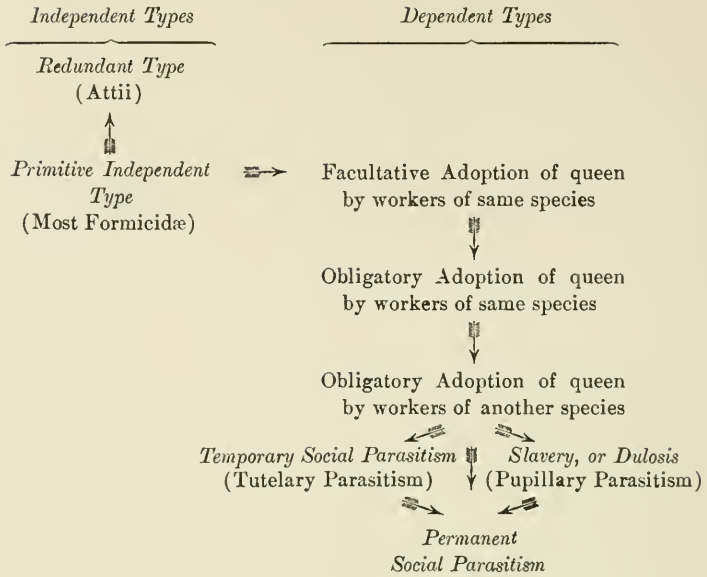 Independent Types
Dependent Types
Redundant Type
(Attii)
Primitive Independent
Type
(Most Formicidæ)
Facultative Adoption of queen
by workers of same species
Obligatory Adoption of queen
by workers of same species
Obligatory Adoption of queen
by workers of another species
Temporary Social Parasitism
(Tutelary Parasitism)
Slavery, or Dulosis
(Pupillary Parasitism)
Permanent
Social Parasitism